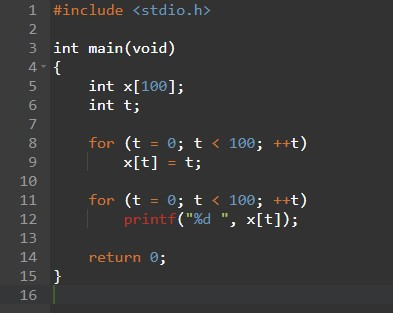 1 #include <stdio.h>
2
3 int main(void)
4 {
5     int x[100];
6     int t;
7
8     for (t = 0; t < 100; ++t)
9         x[t] = t;
10
11     for (t = 0; t < 100; ++t)
12         printf("%d ", x[t]);
13
14     return 0;
15 }
16